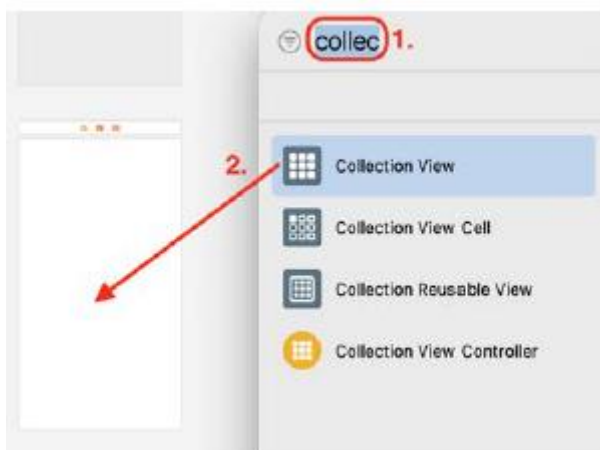 collec 1.
2.
Collection View
Collection View Cell
Collection Reusable View
Collection View Controller